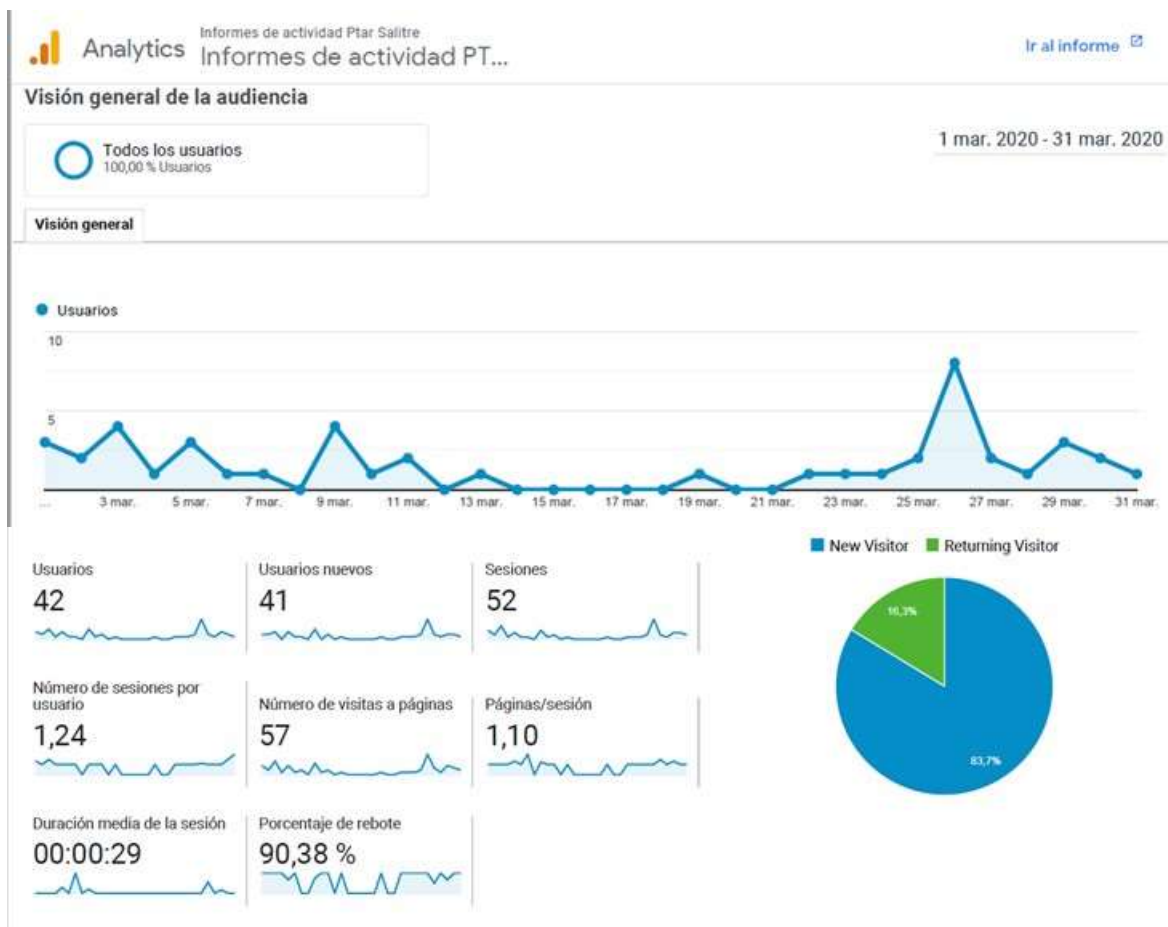 Analytics
Informes de actividad Ptar Salitre
Informes de actividad PT...
Ir al informe
Visión general de la audiencia
Todos los usuarios
100,00 % Usuarios
1 mar. 2020 - 31 mar. 2020
Visión general
Usuarios
10
5
...
3 mar.
5 mar.
7 mar.
9 mar.
11 mar.
13 mar.
15 mar.
17 mar.
19 mar.
21 mar.
23 mar.
25 mar.
27 mar.
29 mar.
31 mar.
New Visitor
Returning Visitor
Usuarios
42
Usuarios nuevos
41
Sesiones
52
Número de sesiones por
usuario
1,24
Número de visitas a páginas
57
Páginas/sesión
1,10
Duración media de la sesión
00:00:29
Porcentaje de rebote
90,38 %
16,3%
83,7%